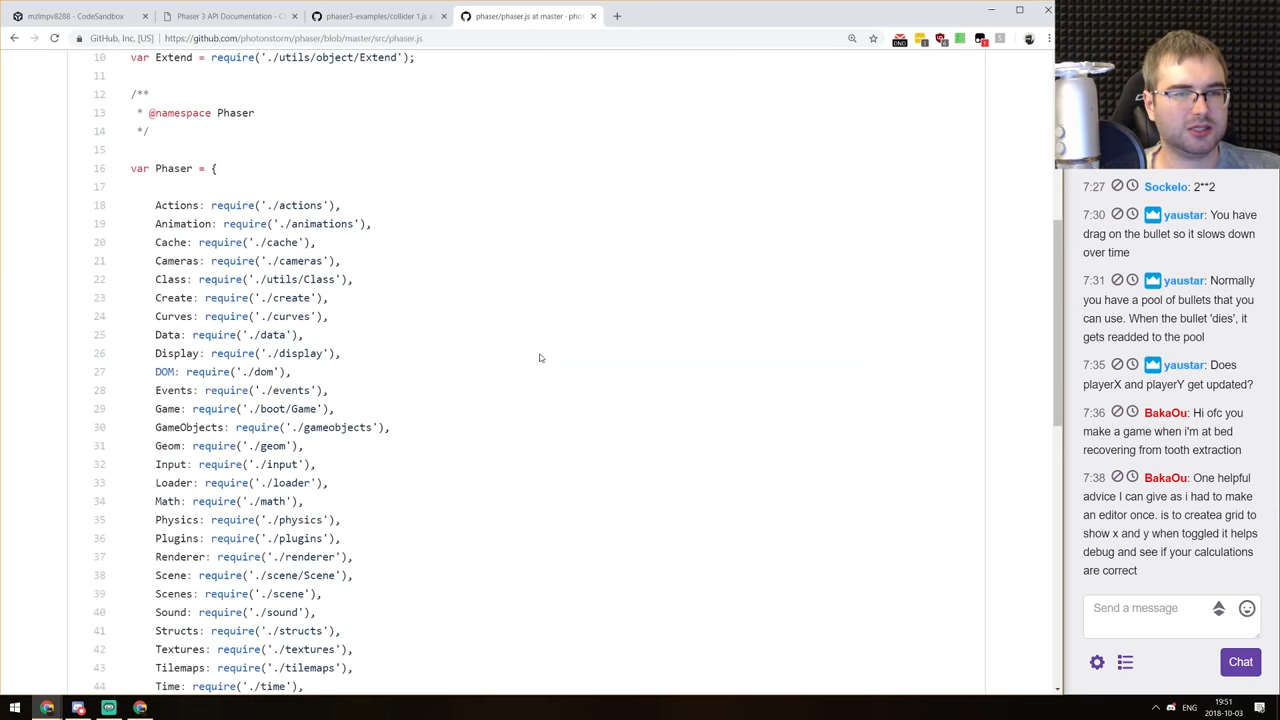 mzlmpv8288 - CodeSandbox
Phaser 3 API Documentation - C
phaser3-examples/collider 1.js a
phaser/phaser.js at master · phot
GitHub, Inc. [US]
https://github.com/photonstorm/phaser/blob/master/src/phaser.js
10 var Extend = require('./utils/object/Extend');
11
12 /**
13 * @namespace Phaser
14 */
15
16 var Phaser = {
17
18 Actions: require('./actions'),
19 Animation: require('./animations'),
20 Cache: require('./cache'),
21 Cameras: require('./cameras'),
22 Class: require('./utils/Class'),
23 Create: require('./create'),
24 Curves: require('./curves'),
25 Data: require('./data'),
26 Display: require('./display'),
27 DOM: require('./dom'),
28 Events: require('./events'),
29 Game: require('./boot/Game'),
30 GameObjects: require('./gameobjects'),
31 Geom: require('./geom'),
32 Input: require('./input'),
33 Loader: require('./loader'),
34 Math: require('./math'),
35 Physics: require('./physics'),
36 Plugins: require('./plugins'),
37 Renderer: require('./renderer'),
38 Scene: require('./scene/Scene'),
39 Scenes: require('./scene'),
40 Sound: require('./sound'),
41 Structs: require('./structs'),
42 Textures: require('./textures'),
43 Tilemaps: require('./tilemaps'),
44 Time: require('./time'),
7:27 Sockelo: 2**2
7:30 yaustar: You have
drag on the bullet so it slows down
over time
7:31 yaustar: Normally
you have a pool of bullets that you
can use. When the bullet 'dies', it
gets readded to the pool
7:35 yaustar: Does
playerX and playerY get updated?
7:36 BakaOu: Hi ofc you
make a game when i'm at bed
recovering from tooth extraction
7:38 BakaOu: One helpful
advice I can give as i had to make
an editor once. is to createa grid to
show x and y when toggled it helps
debug and see if your calculations
are correct
Send a message
Chat
ENG
19:51
2018-10-03